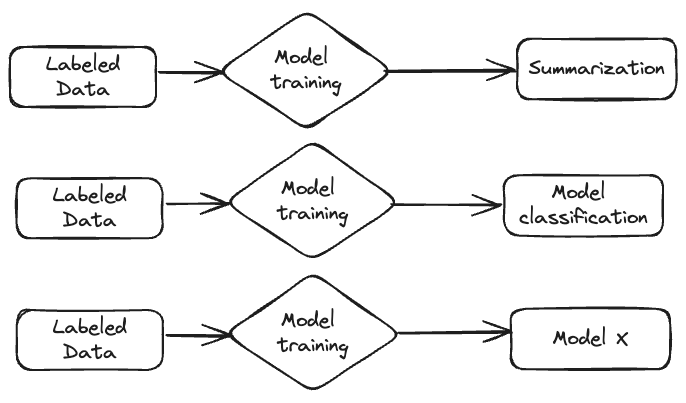 Labeled
Data
Model
training
Summarization
Labeled
Data
Model
training
Model
classification
Labeled
Data
Model
training
Model X